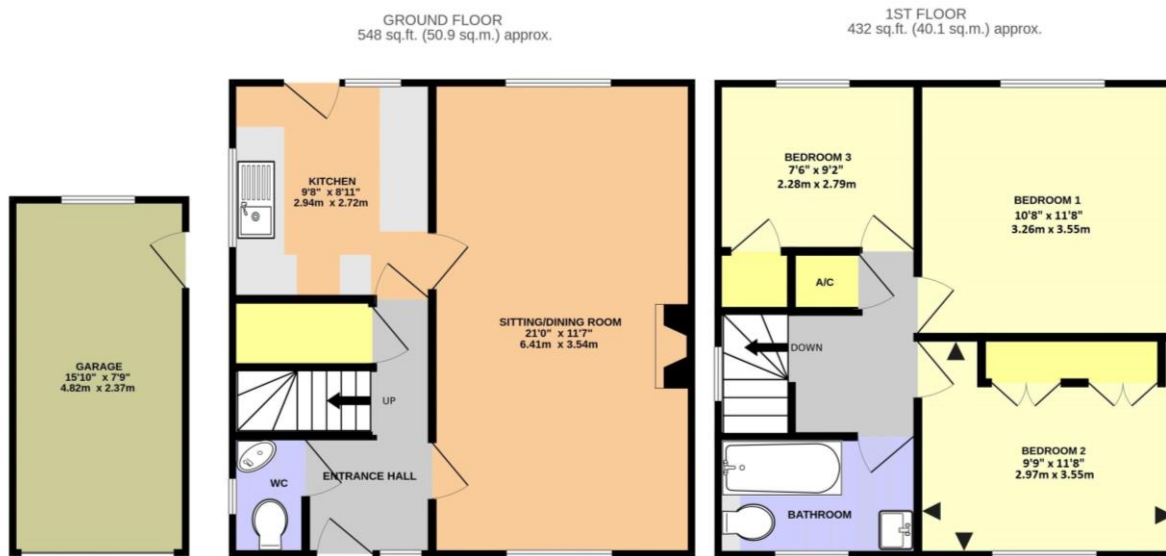 GROUND FLOOR
548 sq.ft. (50.9 sq.m.) approx.
1ST FLOOR
432 sq.ft. (40.1 sq.m.) approx.
GARAGE
15'10" x 7'9"
4.82m x 2.37m
KITCHEN
9'8" x 8'11"
2.94m x 2.72m
SITTING/DINING ROOM
21'0" x 11'7"
6.41m x 3.54m
UP
WC
ENTRANCE HALL
BEDROOM 3
7'6" x 9'2"
2.28m x 2.79m
BEDROOM 1
10'8" x 11'8"
3.26m x 3.55m
A/C
DOWN
BEDROOM 2
9'9" x 11'8"
2.97m x 3.55m
BATHROOM